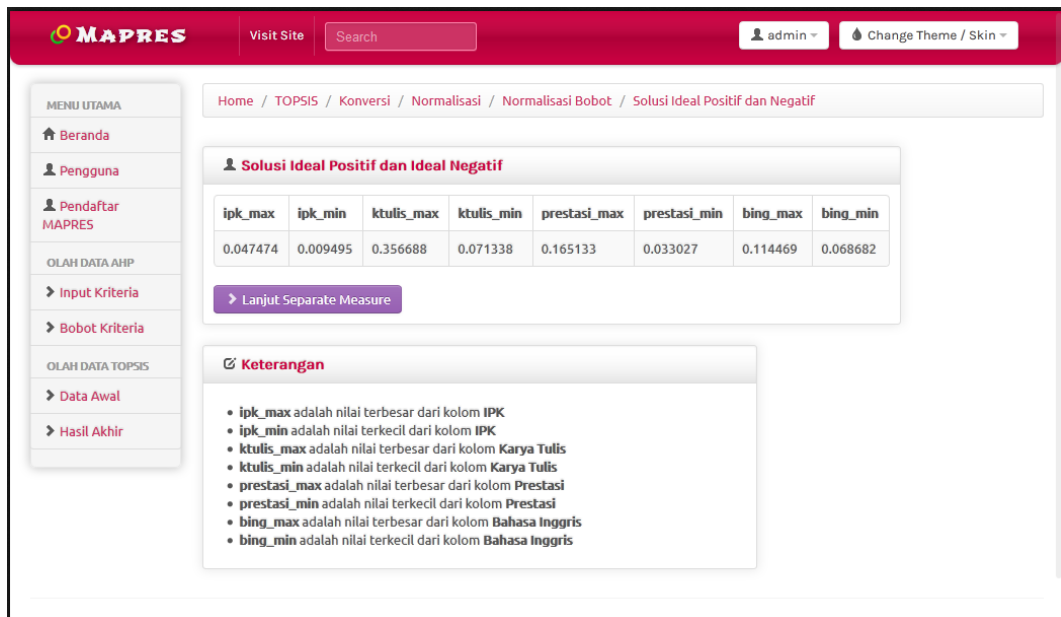 MAPRES
Visit Site
Search
admin
Change Theme / Skin
MENU UTAMA
Beranda
Pengguna
Pendaftar
MAPRES
OLAH DATA AHP
Input Kriteria
Bobot Kriteria
OLAH DATA TOPSIS
Data Awal
Hasil Akhir
Home / TOPSIS / Konversi / Normalisasi / Normalisasi Bobot / Solusi Ideal Positif dan Negatif
Solusi Ideal Positif dan Ideal Negatif
ipk_max ipk_min ktulis_max ktulis_min prestasi_max prestasi_min bing_max bing_min
0.047474 0.009495 0.356688 0.071338 0.165133 0.033027 0.114469 0.068682
Lanjut Separate Measure
Keterangan
• ipk_max adalah nilai terbesar dari kolom IPK
• ipk_min adalah nilai terkecil dari kolom IPK
• ktulis_max adalah nilai terbesar dari kolom Karya Tulis
• ktulis_min adalah nilai terkecil dari kolom Karya Tulis
• prestasi_max adalah nilai terbesar dari kolom Prestasi
• prestasi_min adalah nilai terkecil dari kolom Prestasi
• bing_max adalah nilai terbesar dari kolom Bahasa Inggris
• bing_min adalah nilai terkecil dari kolom Bahasa Inggris